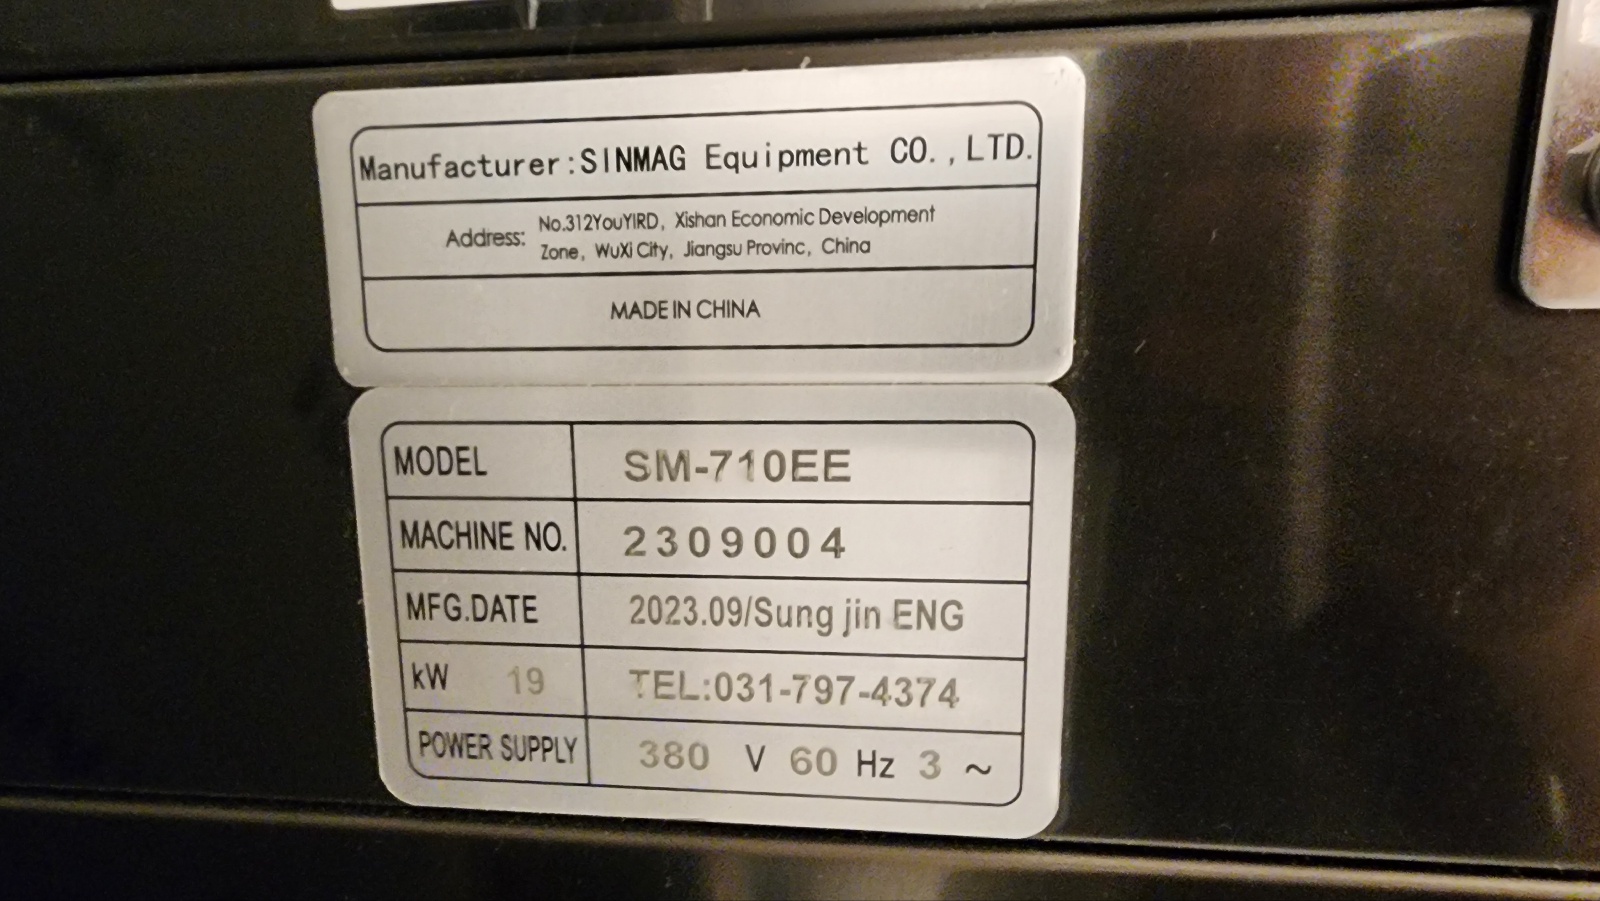 Manufacturer:SINMAG Equipment CO.,LTD.
Address: No.312YouYIRD, Xishan Economic Development
Zone, WuXi City, Jiangsu Provinc, China
MADE IN CHINA
MODEL SM-710EE
MACHINE NO. 2309004
MFG.DATE 2023.09/Sung jin ENG
kW 19 TEL:031-797-4374
POWER SUPPLY 380 V 60 Hz 3 ~